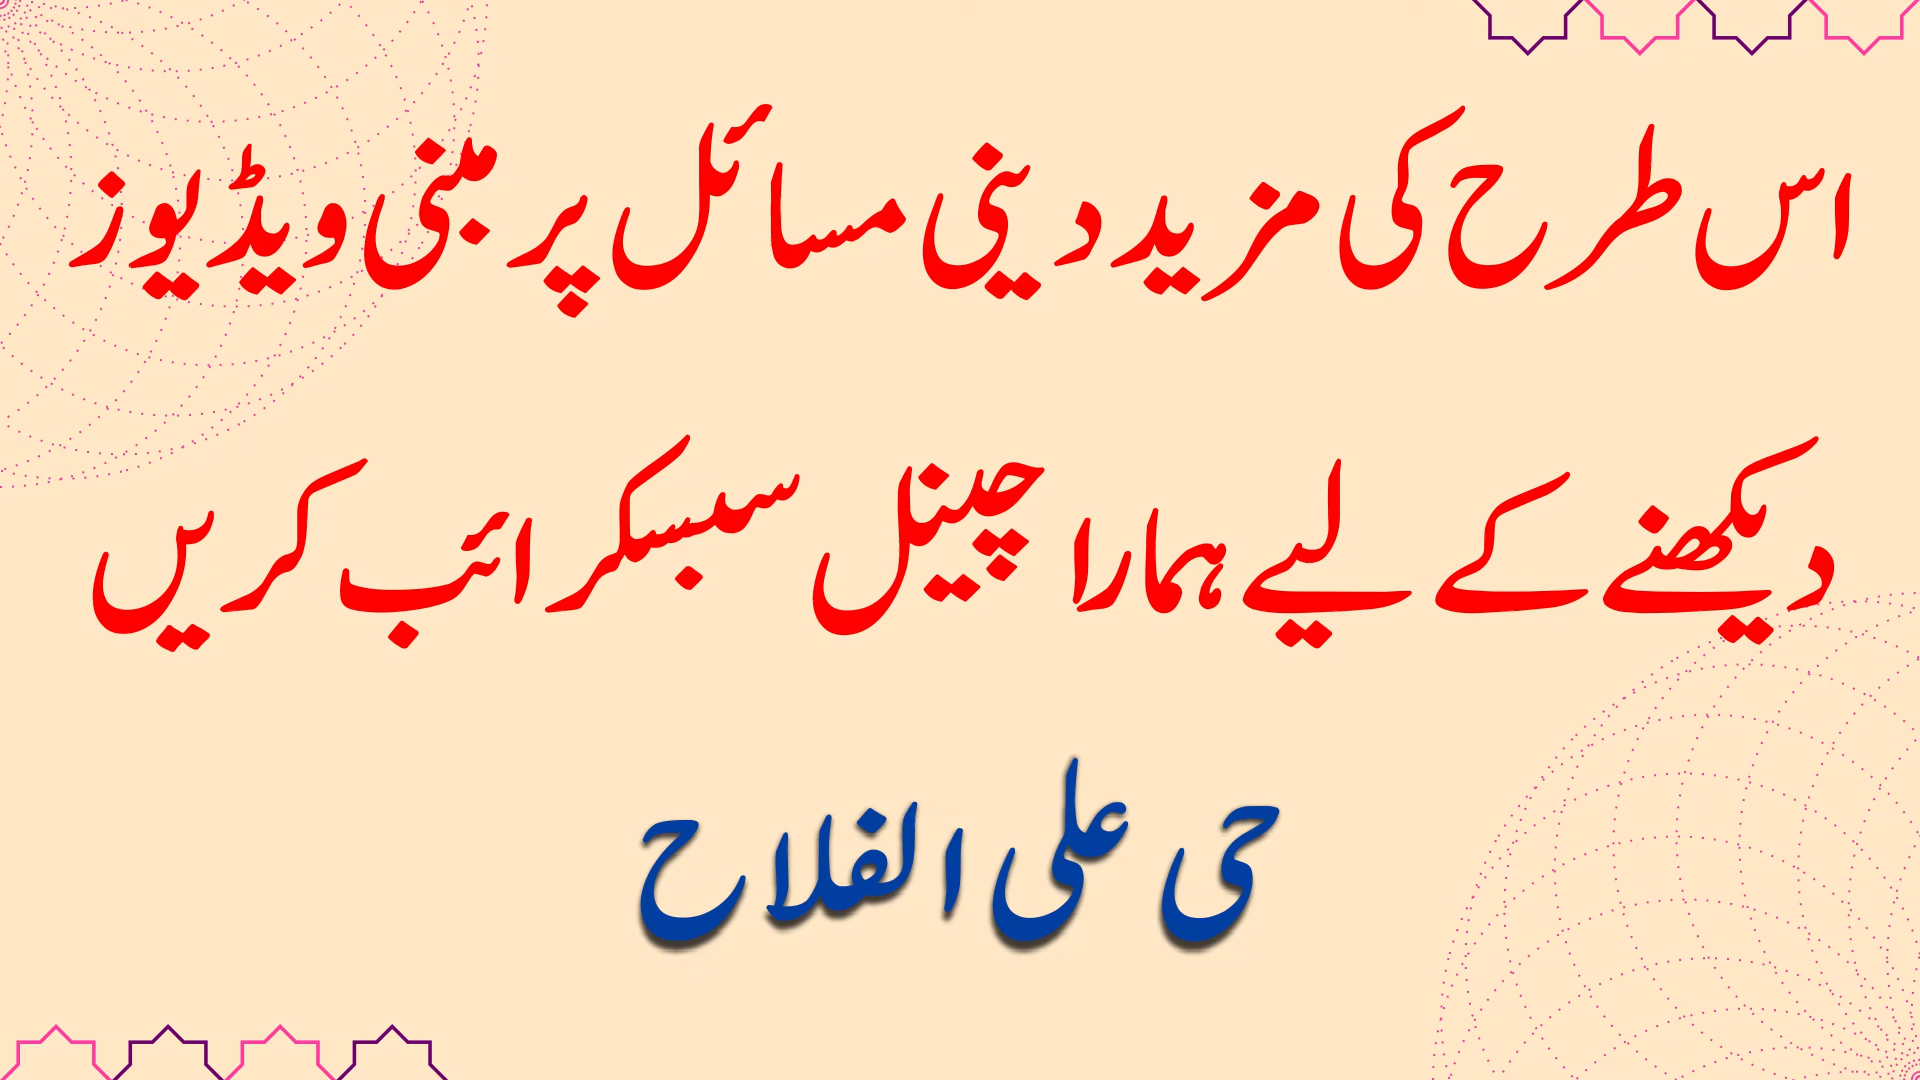 اس طرح کی مزید دینی مسائل پر مبنی ویڈیوز
دیکھنے کے لیے ہمارا چینل سبسکرائب کریں
حی علی الفلاح